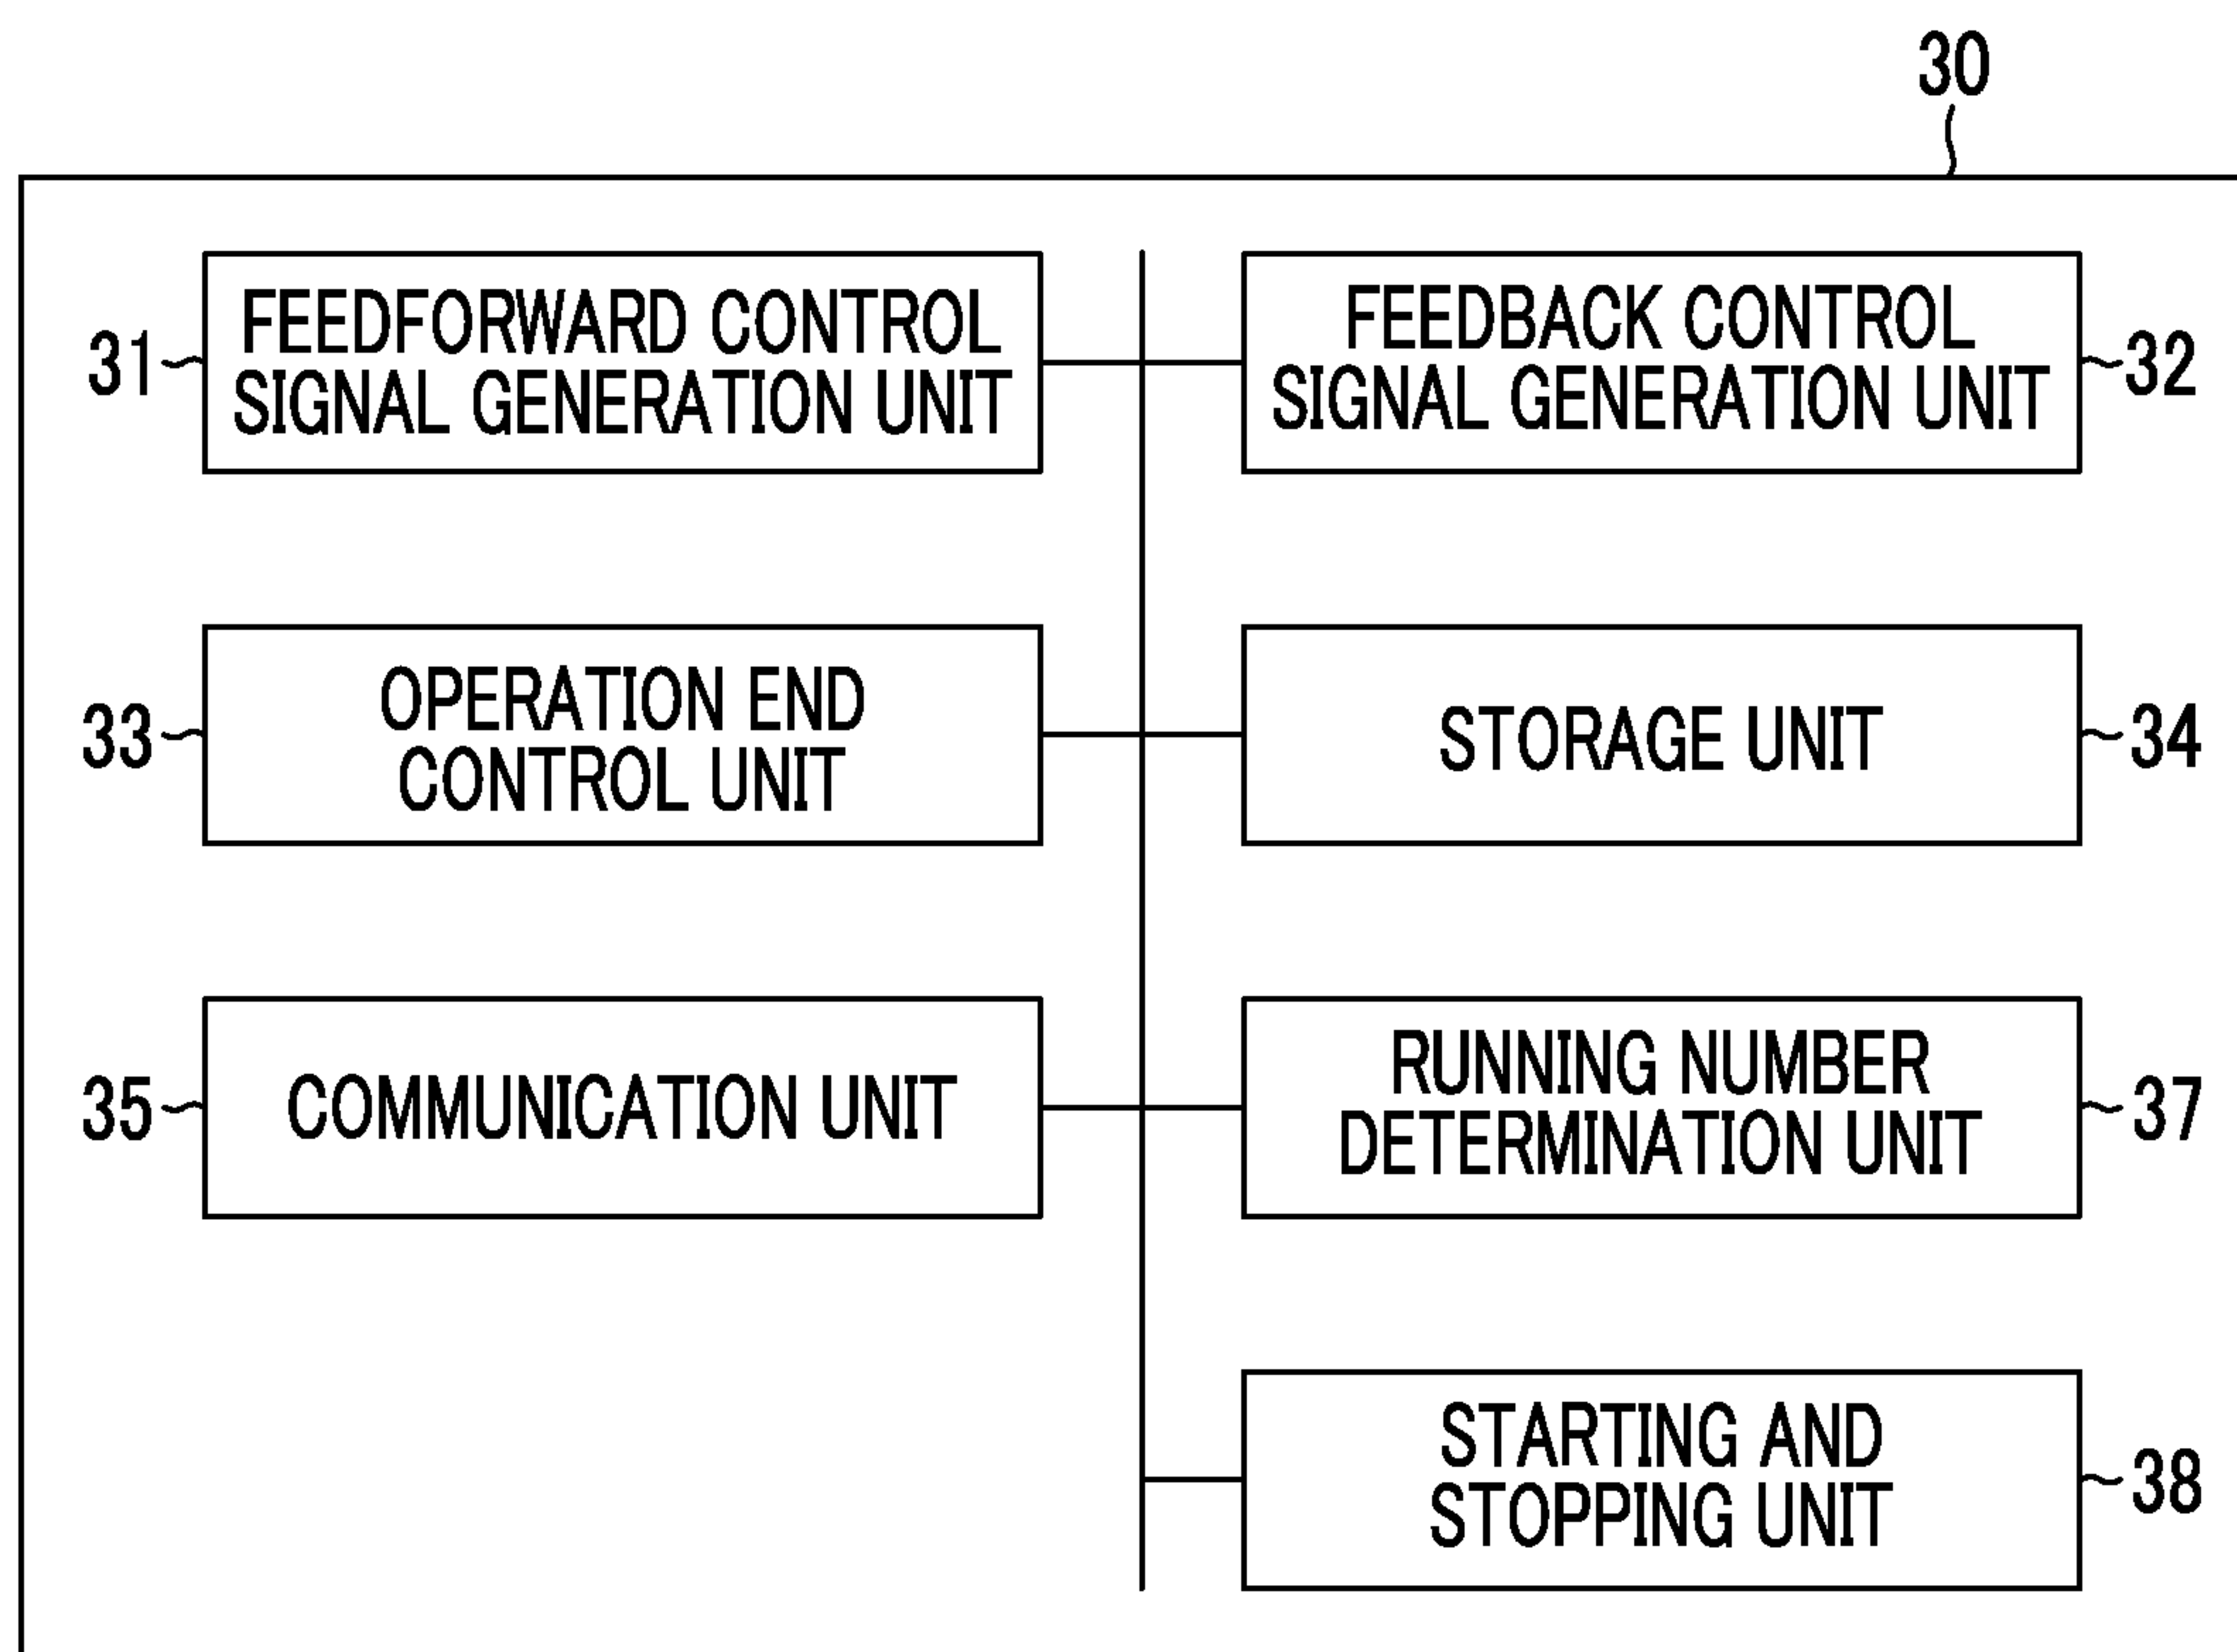 30
31
FEEDFORWARD CONTROL
SIGNAL GENERATION UNIT
FEEDBACK CONTROL
SIGNAL GENERATION UNIT
32
33
OPERATION END
CONTROL UNIT
STORAGE UNIT
34
35
COMMUNICATION UNIT
RUNNING NUMBER
DETERMINATION UNIT
37
STARTING AND
STOPPING UNIT
38